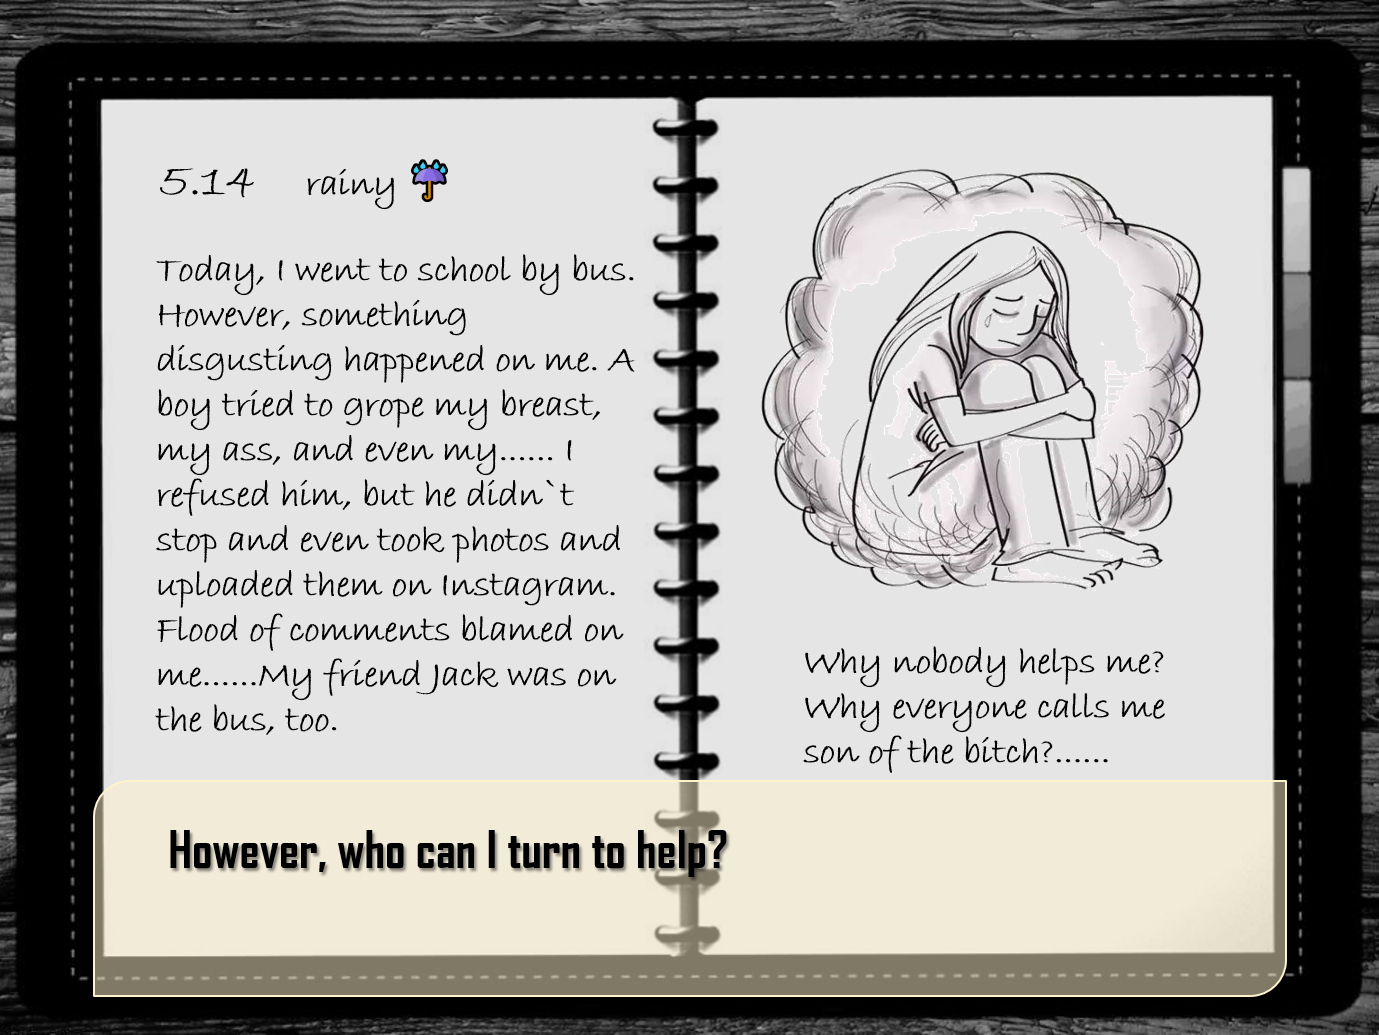 5.14 rainy
Today, I went to school by bus.
However, something
disgusting happened on me. A
boy tried to grope my breast,
my ass, and even my...... I
refused him, but he didn`t
stop and even took photos and
uploaded them on Instagram.
Flood of comments blamed on
me......My friend Jack was on
the bus, too.
Why nobody helps me?
Why everyone calls me
son of the bitch?......
However, who can I turn to help?